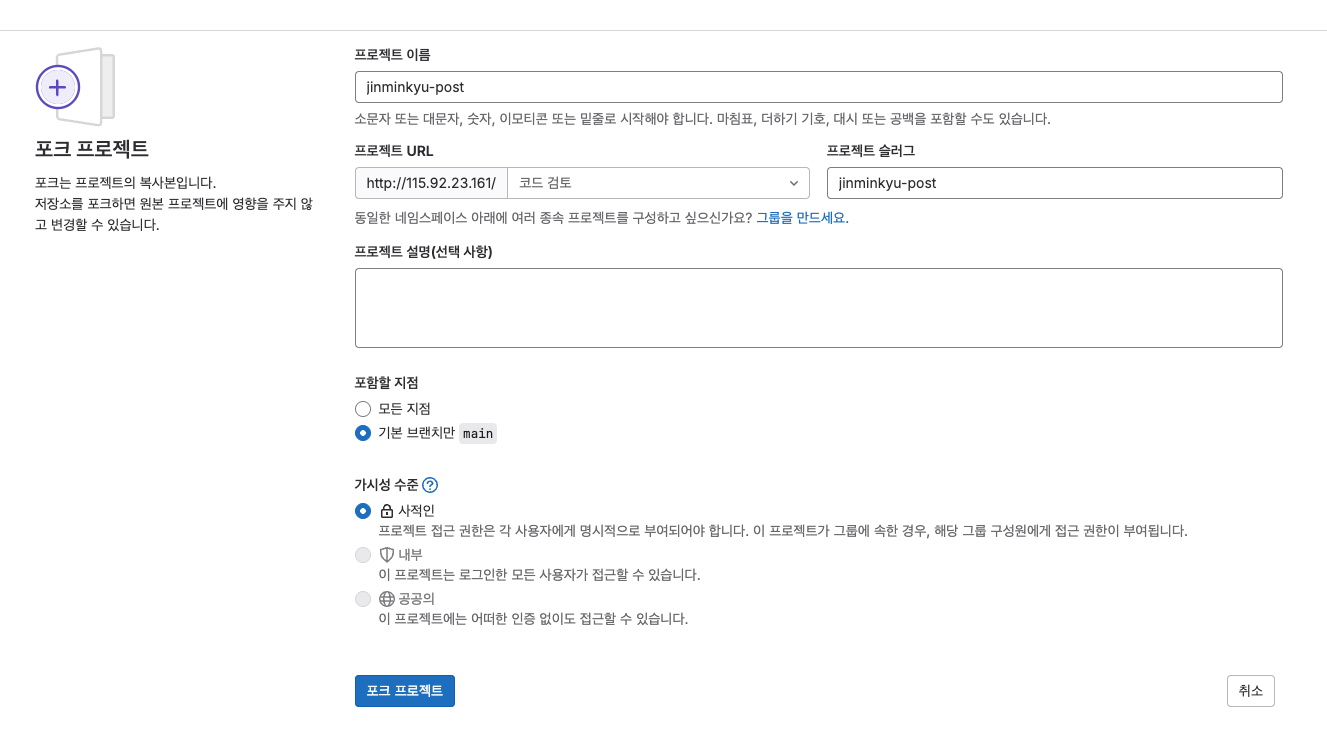 포크 프로젝트
포크는 프로젝트의 복사본입니다.
저장소를 포크하면 원본 프로젝트에 영향을 주지 않
고 변경할 수 있습니다.
프로젝트 이름
jinminkyu-post
소문자 또는 대문자, 숫자, 이모티콘 또는 밑줄로 시작해야 합니다. 마침표, 더하기 기호, 대시 또는 공백을 포함할 수도 있습니다.
프로젝트 URL
http://115.92.23.161/ 코드 검토
프로젝트 슬러그
jinminkyu-post
동일한 네임스페이스 아래에 여러 종속 프로젝트를 구성하고 싶으신가요? 그룹을 만드세요.
프로젝트 설명(선택 사항)
포함할 지점
모든 지점
기본 브랜치만 main
가시성 수준
사적인
프로젝트 접근 권한은 각 사용자에게 명시적으로 부여되어야 합니다. 이 프로젝트가 그룹에 속한 경우, 해당 그룹 구성원에게 접근 권한이 부여됩니다.
내부
이 프로젝트는 로그인한 모든 사용자가 접근할 수 있습니다.
공공의
이 프로젝트에는 어떠한 인증 없이도 접근할 수 있습니다.
포크 프로젝트
취소